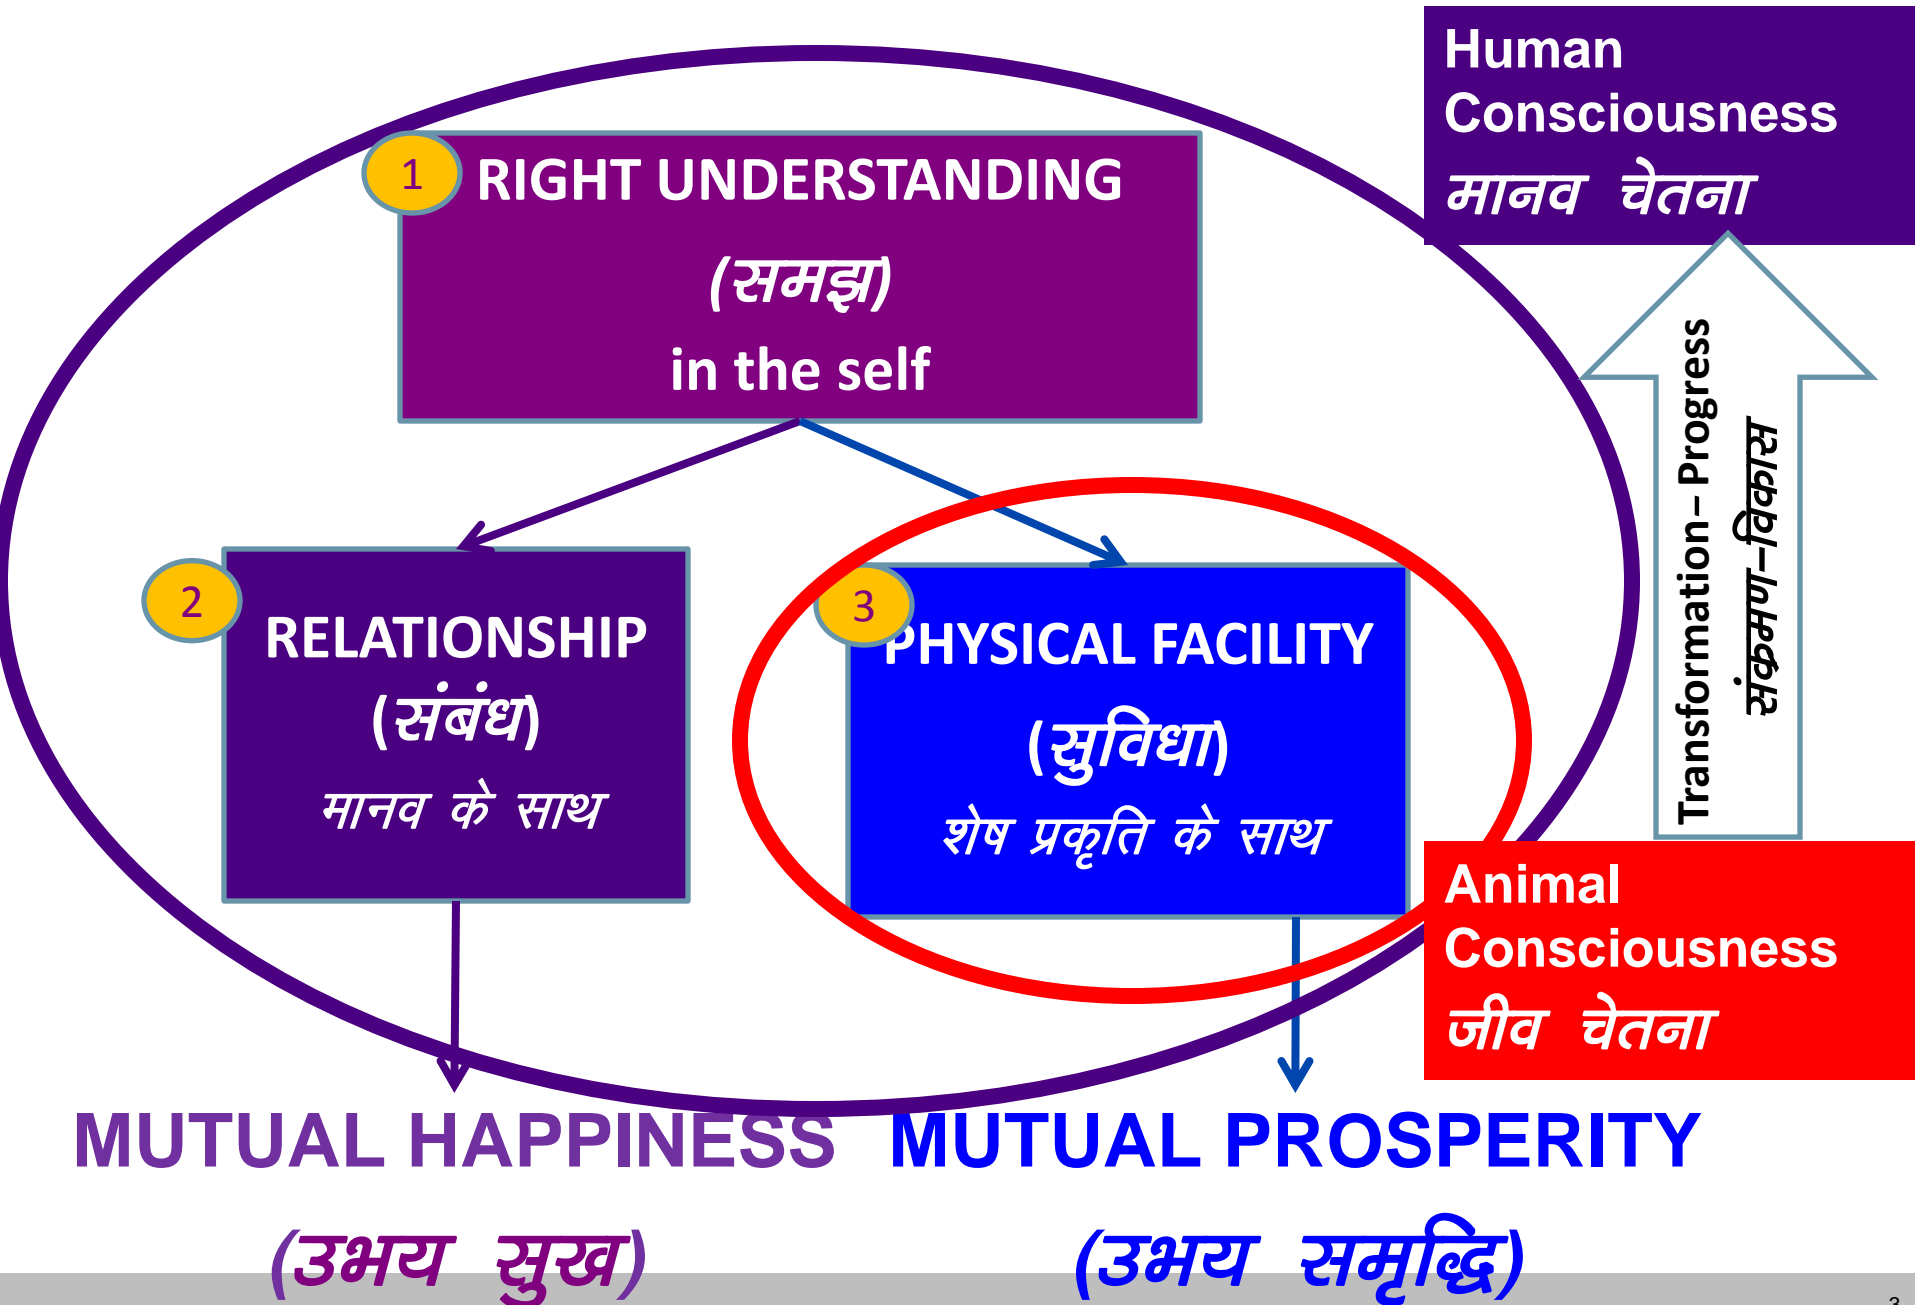 Human
Consciousness
मानव चेतना
1
RIGHT UNDERSTANDING
(समझ)
in the self
Transformation– Progress
2
RELATIONSHIP
(संबंध)
मानव के साथ
3
PHYSICAL FACILITY
(सुविधा)
शेष प्रकृति के साथ
Animal
Consciousness
जीव चेतना
MUTUAL HAPPINESS
(उभय सुख)
MUTUAL PROSPERITY
(उभय समृद्धि)
3